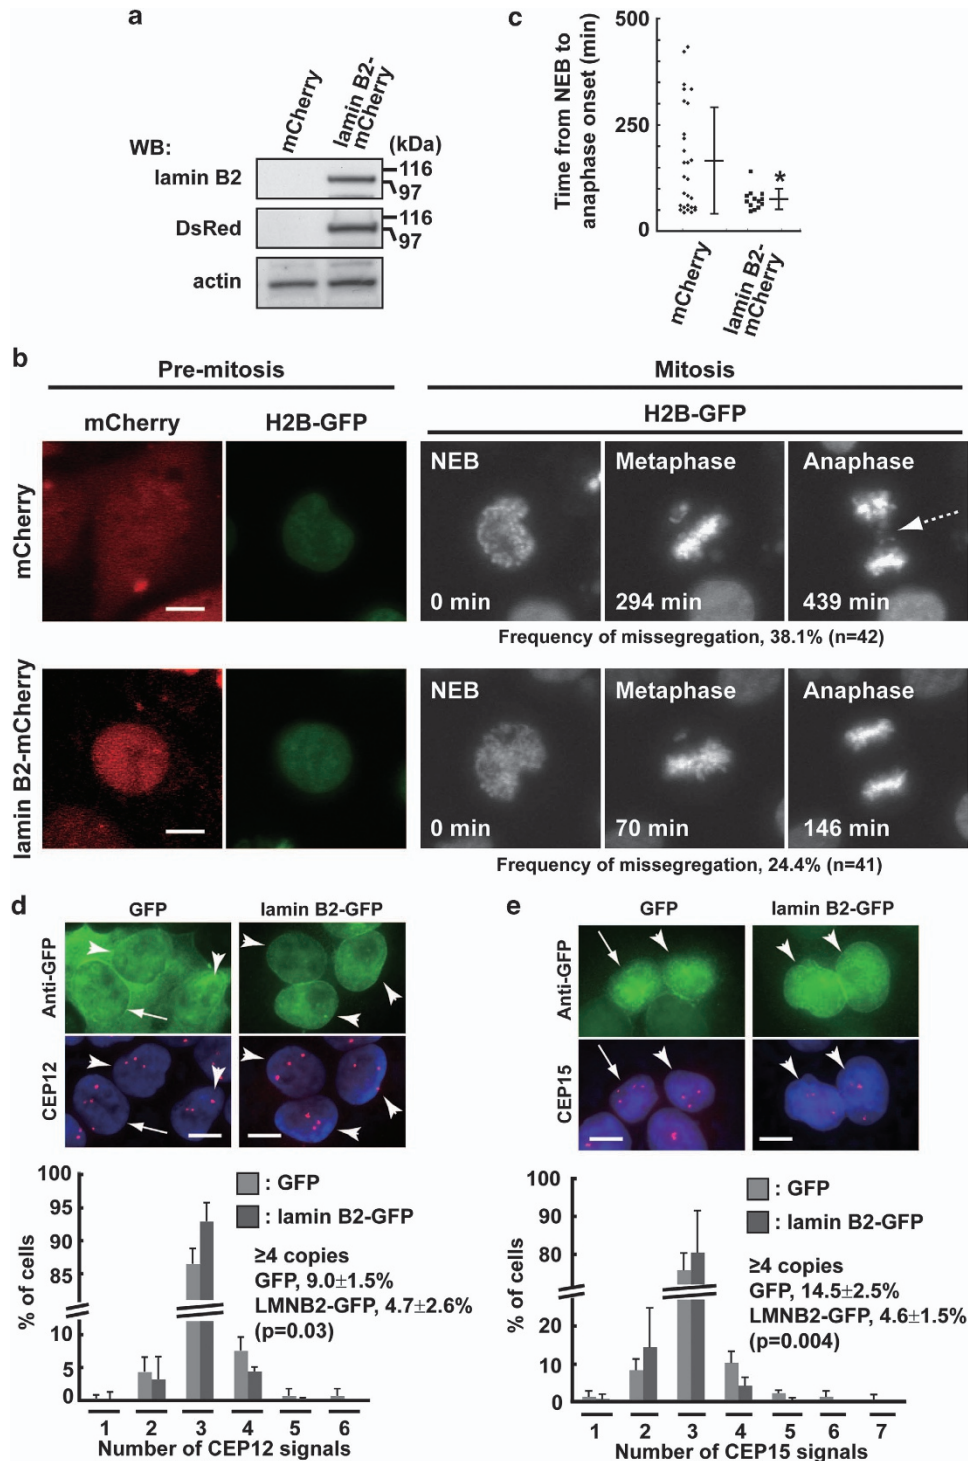 a
mCherry
lamin B2-
mCherry
WB:
(kDa)
lamin B2
116
97
DsRed
116
97
actin
c
Time from NEB to
anaphase onset (min)
500
250
0
*
mCherry
lamin B2-
mCherry
b
Pre-mitosis
Mitosis
mCherry
H2B-GFP
H2B-GFP
mCherry
NEB
Metaphase
Anaphase
0 min
294 min
439 min
Frequency of missegregation, 38.1% (n=42)
lamin B2-mCherry
NEB
Metaphase
Anaphase
0 min
70 min
146 min
Frequency of missegregation, 24.4% (n=41)
d
GFP
lamin B2-GFP
Anti-GFP
CEP12
% of cells
100
95
90
85
10
5
0
: GFP
: lamin B2-GFP
≥4 copies
GFP, 9.0±1.5%
LMNB2-GFP, 4.7±2.6%
(p=0.03)
1 2 3 4 5 6
Number of CEP12 signals
e
GFP
lamin B2-GFP
Anti-GFP
CEP15
% of cells
100
90
80
20
10
0
: GFP
: lamin B2-GFP
≥4 copies
GFP, 14.5±2.5%
LMNB2-GFP, 4.6±1.5%
(p=0.004)
1 2 3 4 5 6 7
Number of CEP15 signals